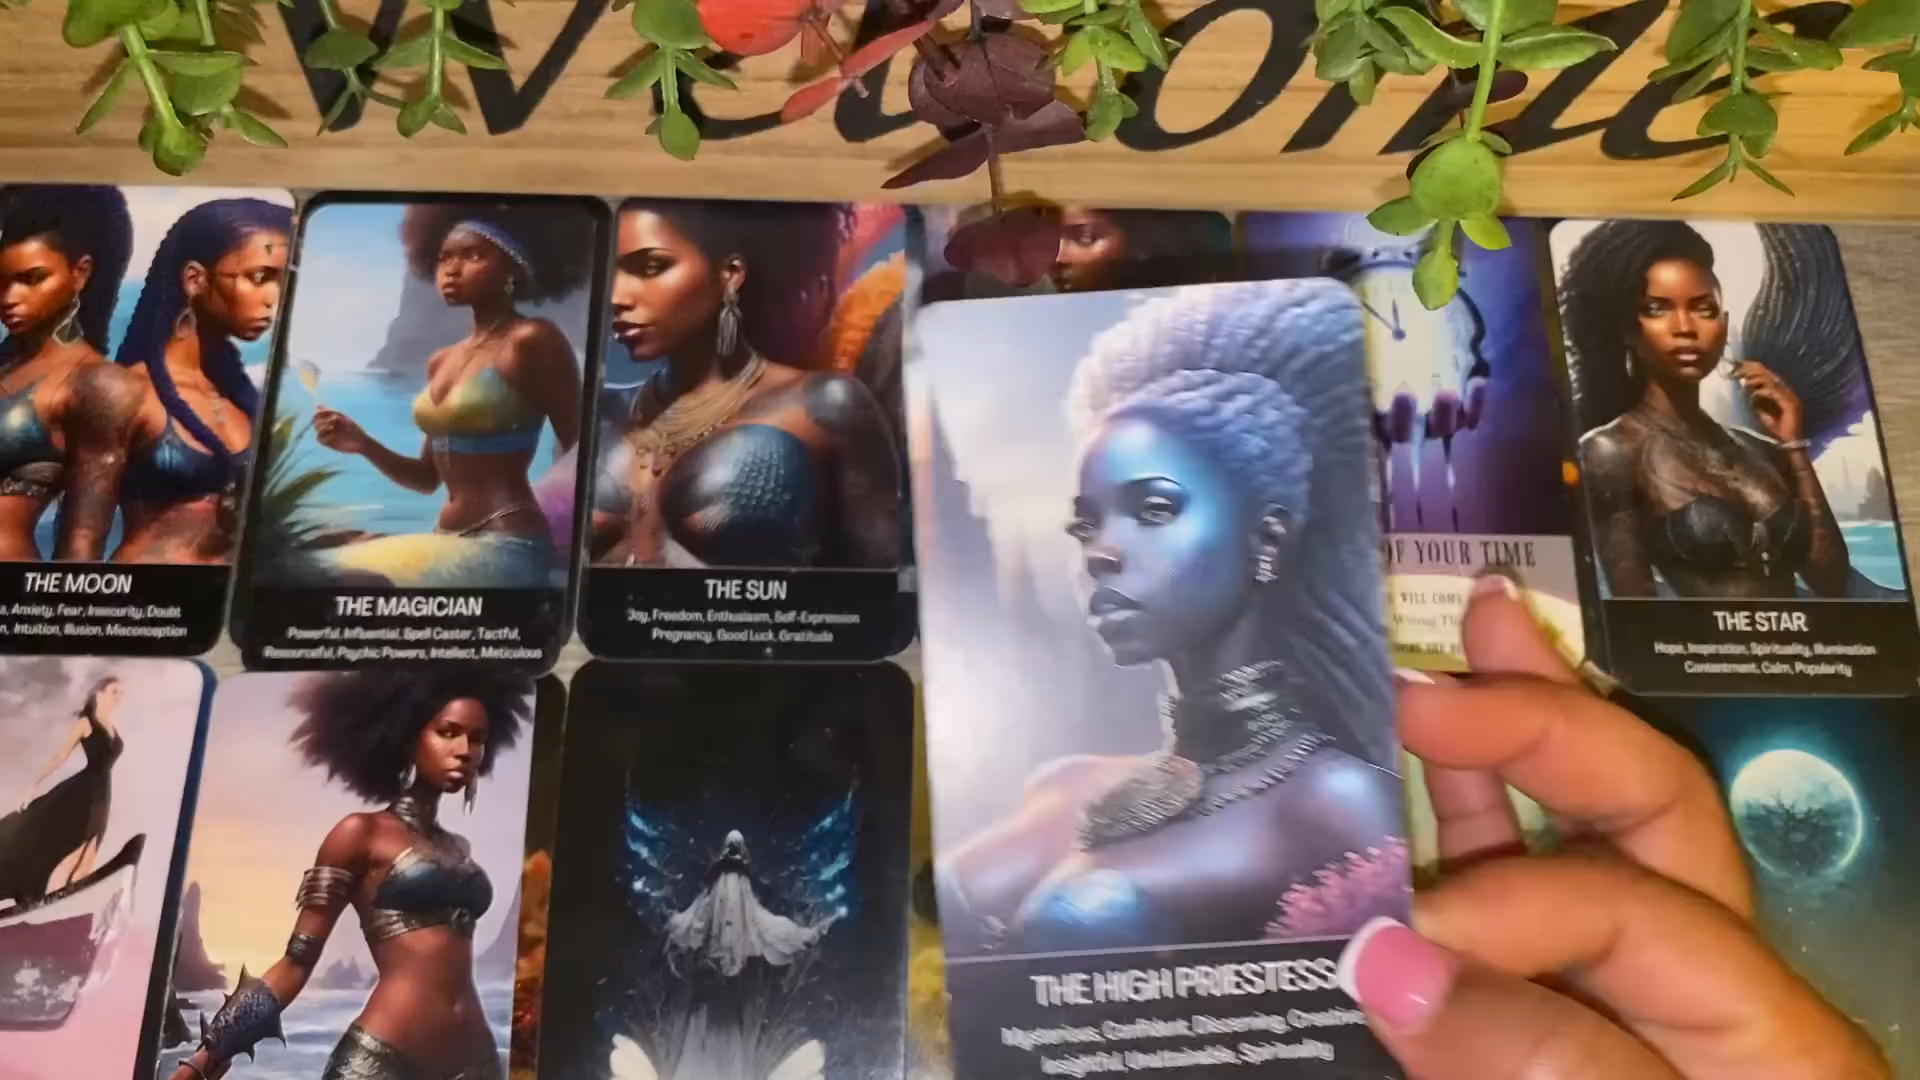 Welcome
THE MOON
Anxiety, Fear, Insecurity, Doubt
Intuition, Illusion, Misconception
THE MAGICIAN
Powerful, Influential, Spell Caster, Tactful,
Resourceful, Psychic Powers, Intellect, Meticulous
THE SUN
Joy, Freedom, Enthusiasm, Self-Expression
Pregnancy, Good Luck, Gratitude
OF YOUR TIME
WILL COME
THE STAR
Hope, Inspiration, Spirituality, Illumination
Contentment, Calm, Popularity
THE HIGH PRIESTESS
Mysterious, Confident, Discerning,
Insightful, Unattainable, Spirituality